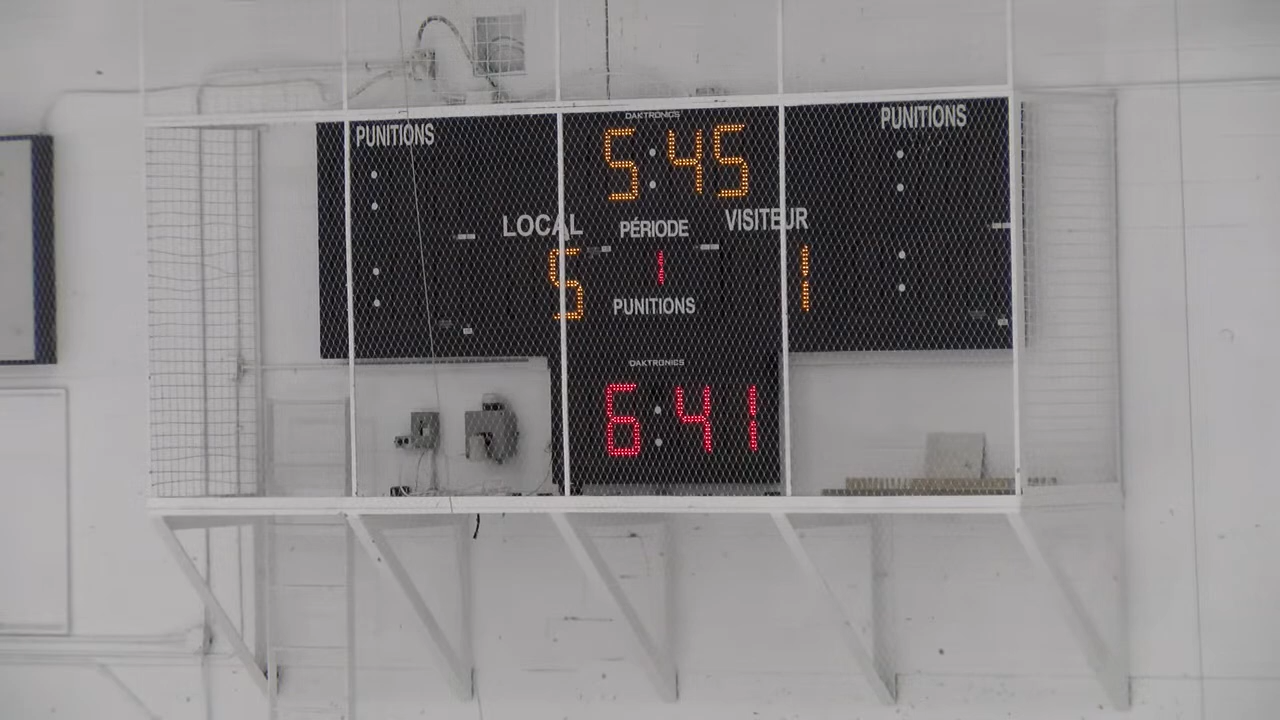 DAKTRONICS
PUNITIONS 5:45 PUNITIONS
LOCAL PÉRIODE VISITEUR
5 1 1
PUNITIONS
DAKTRONICS
6:41